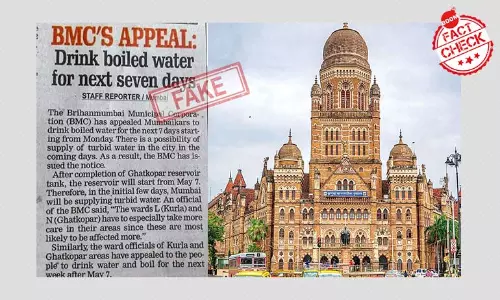 BMC'S APPEAL:
Drink boiled water
for next seven days
STAFF REPORTER / Mumbai
FAKE
The Brihanmumbai Municipal Corpora-
tion (BMC) has appealed Mumbaikars to
drink boiled water for the next 7 days start-
ing from Monday. There is a possibility of
supply of turbid water in the city in the
coming days. As a result, the BMC has is-
sued the notice.
After completion of Ghatkopar reservoir
tank, the reservoir will start from May 7.
Therefore, in the initial few days, Mumbai
will be supplying turbid water. An official
of the BMC said, "The wards L (Kurla) and
N (Ghatkopar) have to especially take more
care in their areas since these are most
likely to be affected more."
Similarly, the ward officials of Kurla and
Ghatkopar areas have appealed to the peo-
ple to drink water and boil for the next
week after May 7.
BOOM
FACT
CHECK